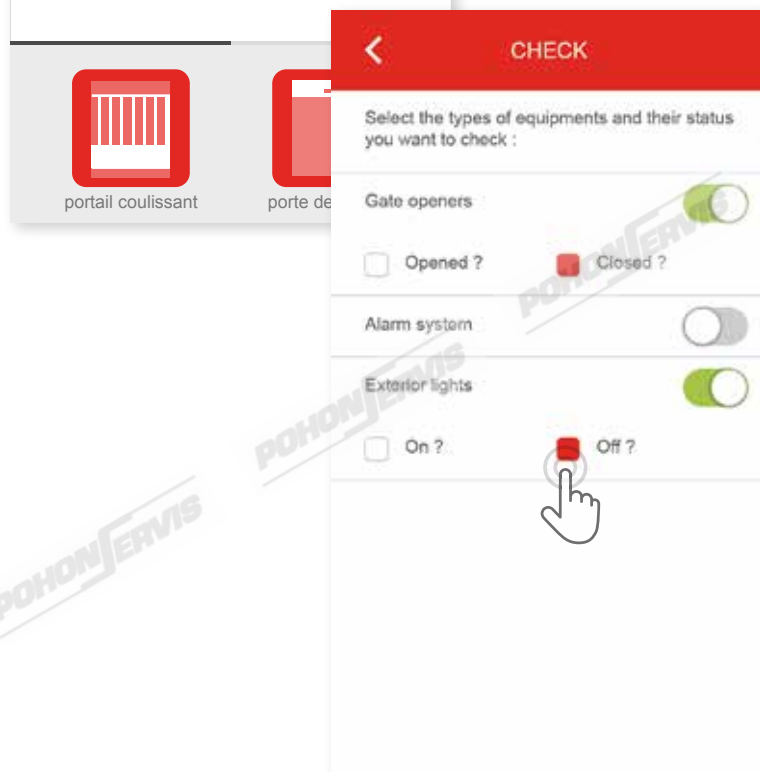 CHECK
Select the types of equipments and their status
you want to check :
Gate openers
Opened ? Closed ?
Alarm system
Exterior lights
On ? Off ?
portail coulissant
porte de
POHONSERVIS
POHONSERVIS
POHONSERVIS